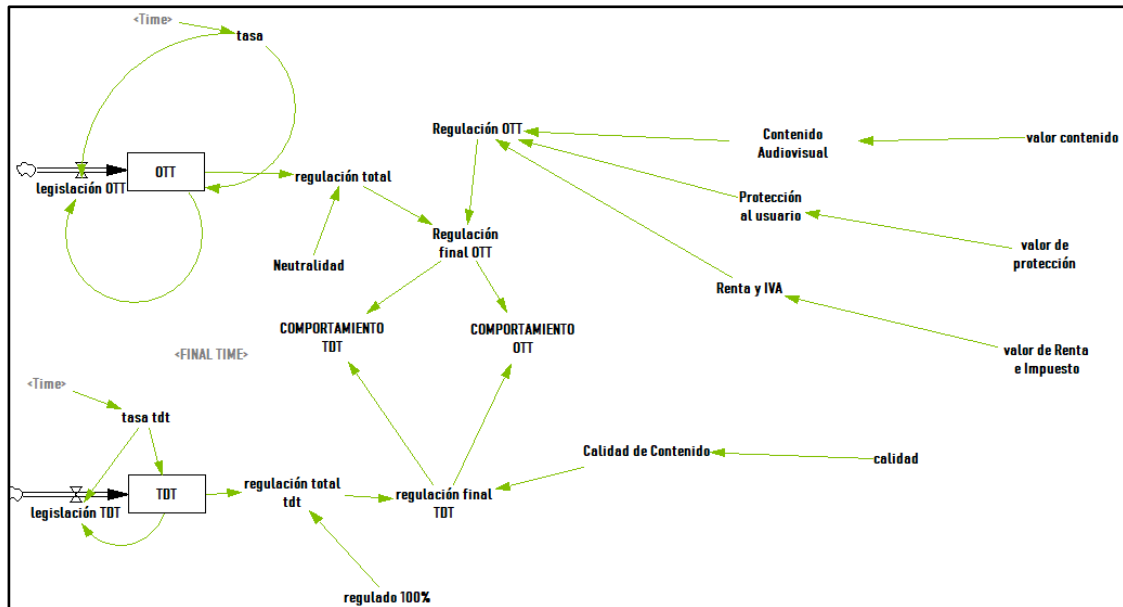 <Time>
tasa
Regulación OTT
Contenido
Audiovisual
valor contenido
OTT
legislación OTT
regulación total
Protección
al usuario
Regulación
final OTT
valor de
protección
Neutralidad
Renta y IVA
COMPORTAMIENTO
TDT
COMPORTAMIENTO
OTT
<FINAL TIME>
valor de Renta
e Impuesto
<Time>
tasa tdt
Calidad de Contenido
calidad
TDT
legislación TDT
regulación total
tdt
regulación final
TDT
regulado 100%